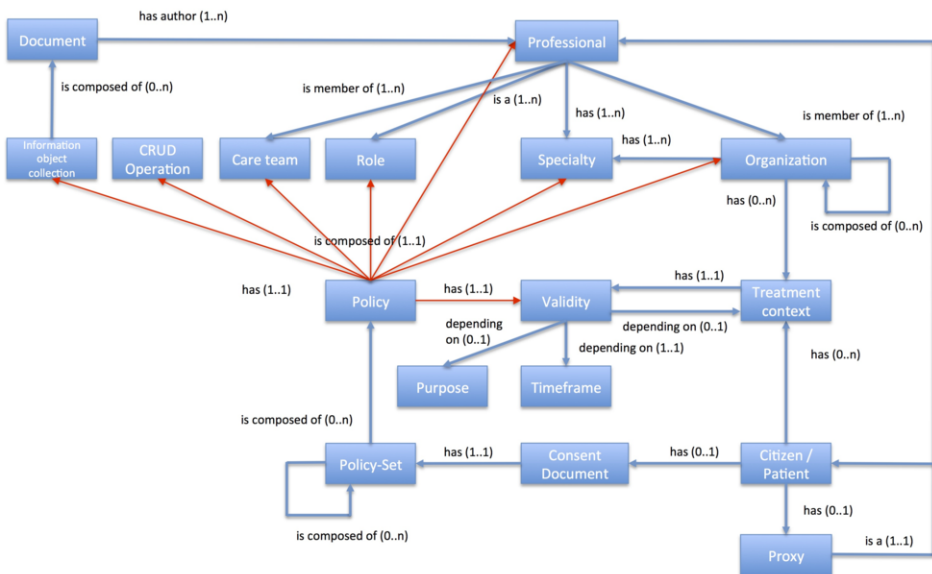 has author (1..n)
Document
Professional
is composed of (0..n)
is member of (1..n)
is a (1..n)
has (1..n)
is member of (1..n)
has (1..n)
Information
object
collection
CRUD
Operation
Care team
Role
Specialty
Organization
has (0..n)
is composed of (0..n)
is composed of (1..1)
has (1..1)
Policy
has (1..1)
Validity
has (1..1)
Treatment
context
depending
on (0..1)
depending on (0..1)
depending on (1..1)
has (0..n)
Purpose
Timeframe
is composed of (0..n)
Policy-Set
has (1..1)
Consent
Document
has (0..1)
Citizen /
Patient
has (0..1)
is composed of (0..n)
Proxy
is a (1..1)